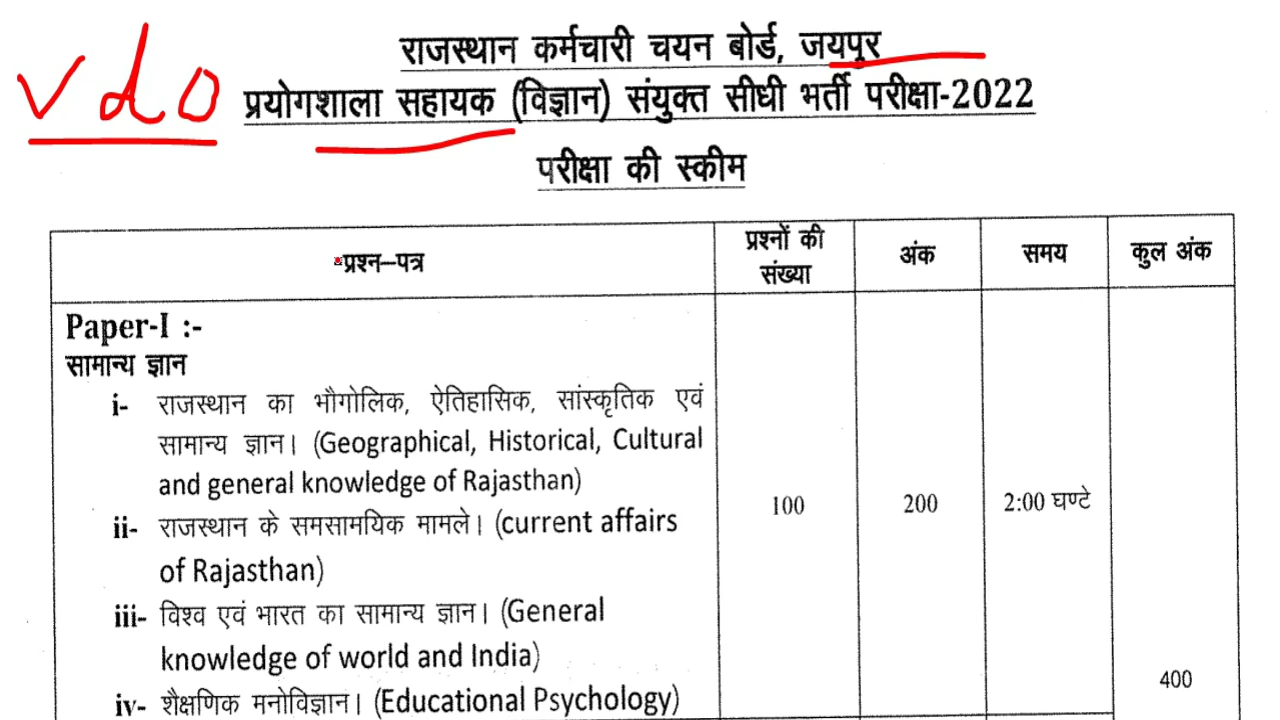 राजस्थान कर्मचारी चयन बोर्ड, जयपुर
vdo
प्रयोगशाला सहायक (विज्ञान) संयुक्त सीधी भर्ती परीक्षा-2022
परीक्षा की स्कीम
प्रश्न–पत्र
प्रश्नों की
संख्या
अंक
समय
कुल अंक
Paper-I :-
सामान्य ज्ञान
i- राजस्थान का भौगोलिक, ऐतिहासिक, सांस्कृतिक एवं
सामान्य ज्ञान। (Geographical, Historical, Cultural
and general knowledge of Rajasthan)
ii- राजस्थान के समसामयिक मामले। (current affairs
of Rajasthan)
iii- विश्व एवं भारत का सामान्य ज्ञान। (General
knowledge of world and India)
iv- शैक्षणिक मनोविज्ञान। (Educational Psychology)
100
200
2:00 घण्टे
400